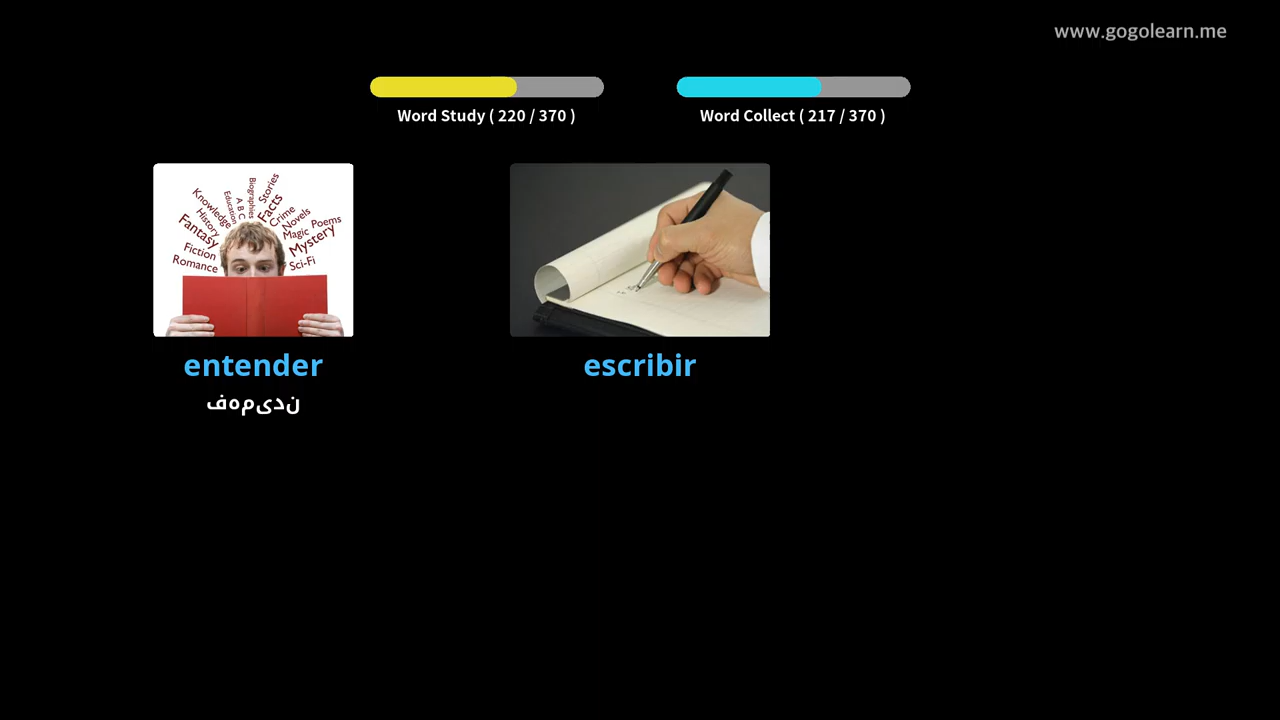 www.gogolearn.me
Word Study ( 220 / 370 )
Word Collect ( 217 / 370 )
Knowledge
History
Fantasy
Fiction
Romance
Education
A B C
Biographies
Stories
Facts
Crime
Novels
Magic
Poems
Mystery
Sci-Fi
entender
escribir
ندیمهف